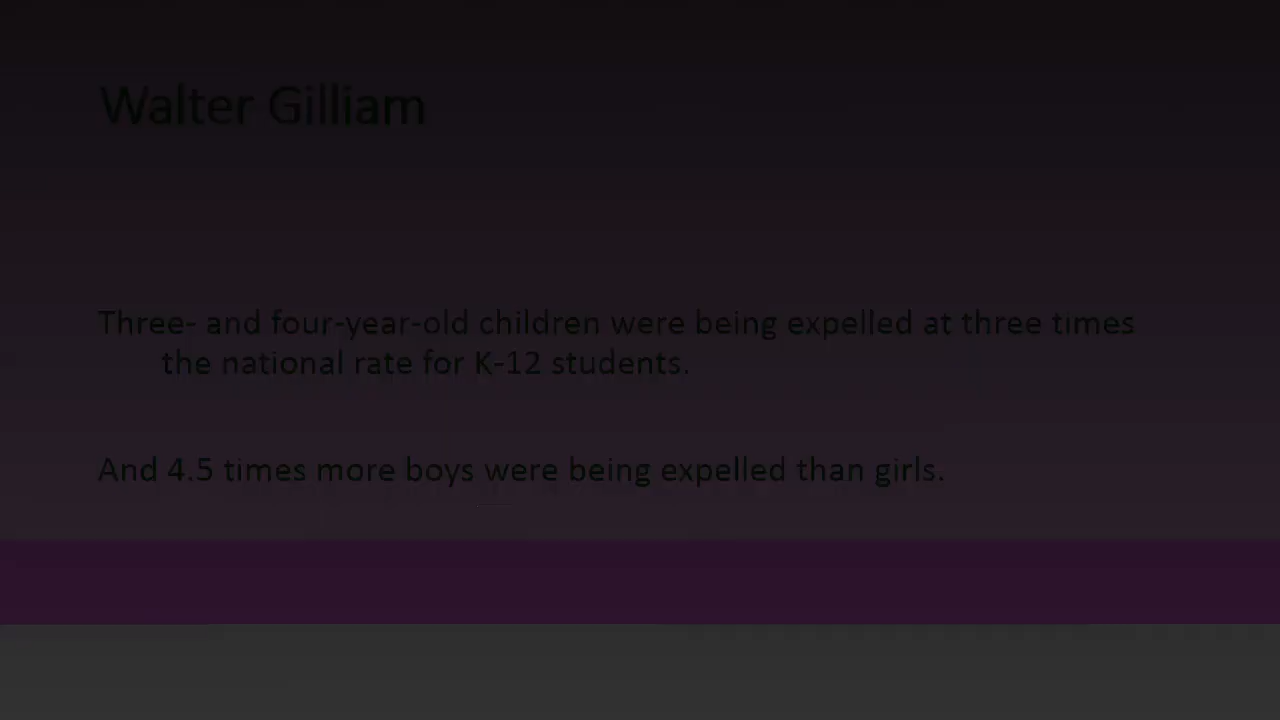 Walter Gilliam
Three- and four-year-old children were being expelled at three times
the national rate for K-12 students.
And 4.5 times more boys were being expelled than girls.